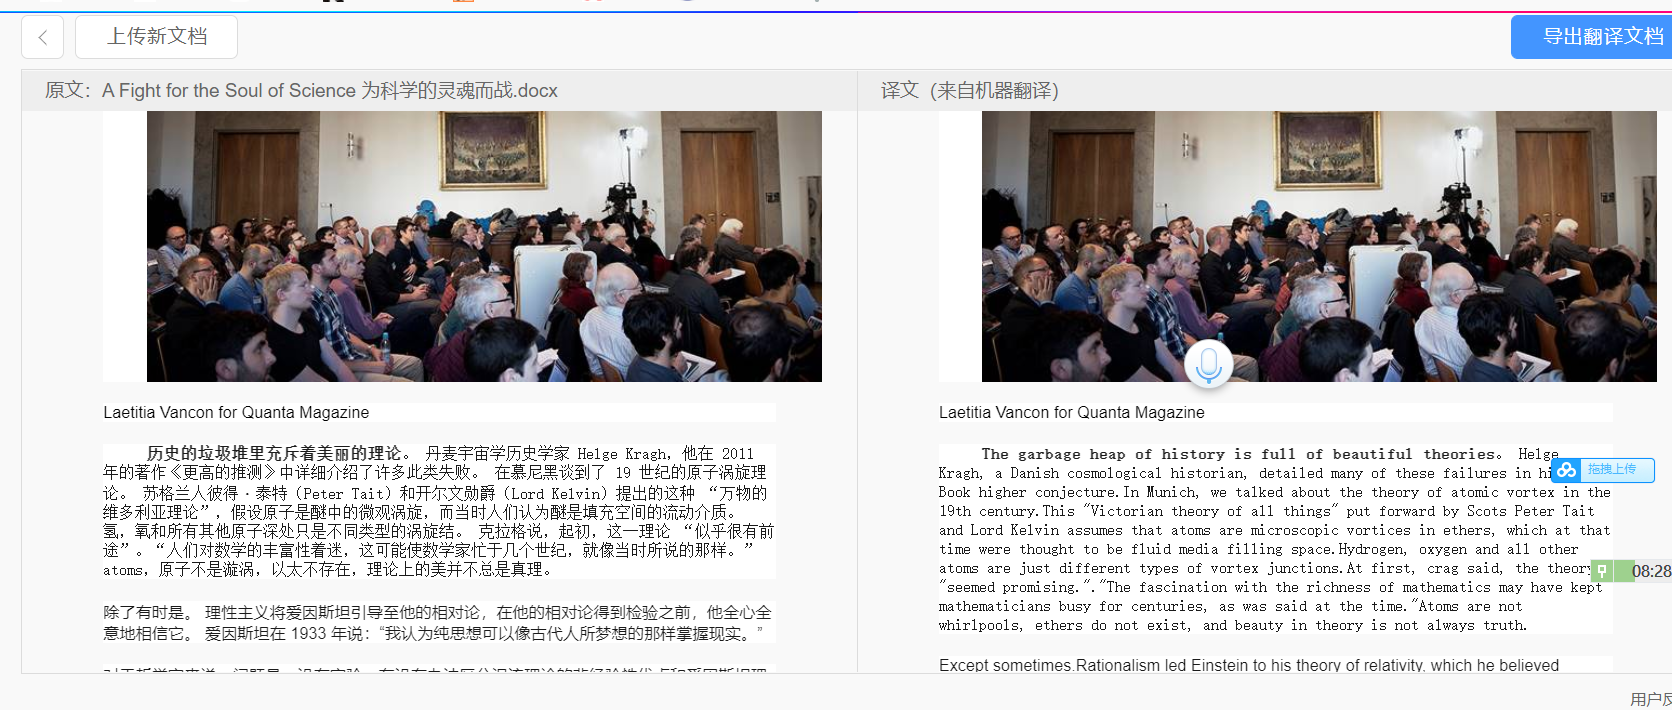 上传新文档
导出翻译文档
原文：A Fight for the Soul of Science 为科学的灵魂而战.docx
译文（来自机器翻译）
Laetitia Vancon for Quanta Magazine
历史的垃圾堆里充斥着美丽的理论。 丹麦宇宙学历史学家 Helge Kragh，他在 2011
年的著作《更高的推测》中详细介绍了许多此类失败。 在慕尼黑谈到了 19 世纪的原子涡旋理
论。 苏格兰人彼得·泰特（Peter Tait）和开尔文勋爵（Lord Kelvin）提出的这种 “万物的
维多利亚理论”，假设原子是醚中的微观涡旋，而当时人们认为醚是填充空间的流动介质。
氢，氧和所有其他原子深处只是不同类型的涡旋结。 克拉格说，起初，这一理论 “似乎很有前
途”。“人们对数学的丰富性着迷，这可能使数学家忙于几个世纪，就像当时所说的那样。”
atoms，原子不是漩涡，以太不存在，理论上的美并不总是真理。
除了有时是。 理性主义将爱因斯坦引导至他的相对论，在他的相对论得到检验之前，他全心全
意地相信它。 爱因斯坦在 1933 年说：“我认为纯思想可以像古代人所梦想的那样掌握现实。”
Laetitia Vancon for Quanta Magazine
The garbage heap of history is full of beautiful theories. Helge
Kragh, a Danish cosmological historian, detailed many of these failures in hi
Book higher conjecture.In Munich, we talked about the theory of atomic vortex in the
19th century.This "Victorian theory of all things" put forward by Scots Peter Tait
and Lord Kelvin assumes that atoms are microscopic vortices in ethers, which at that
time were thought to be fluid media filling space.Hydrogen, oxygen and all other
atoms are just different types of vortex junctions.At first, crag said, the theory
"seemed promising."."The fascination with the richness of mathematics may have kept
mathematicians busy for centuries, as was said at the time."Atoms are not
whirlpools, ethers do not exist, and beauty in theory is not always truth.
Except sometimes.Rationalism led Einstein to his theory of relativity, which he believed
拖拽上传
08:28
用户反